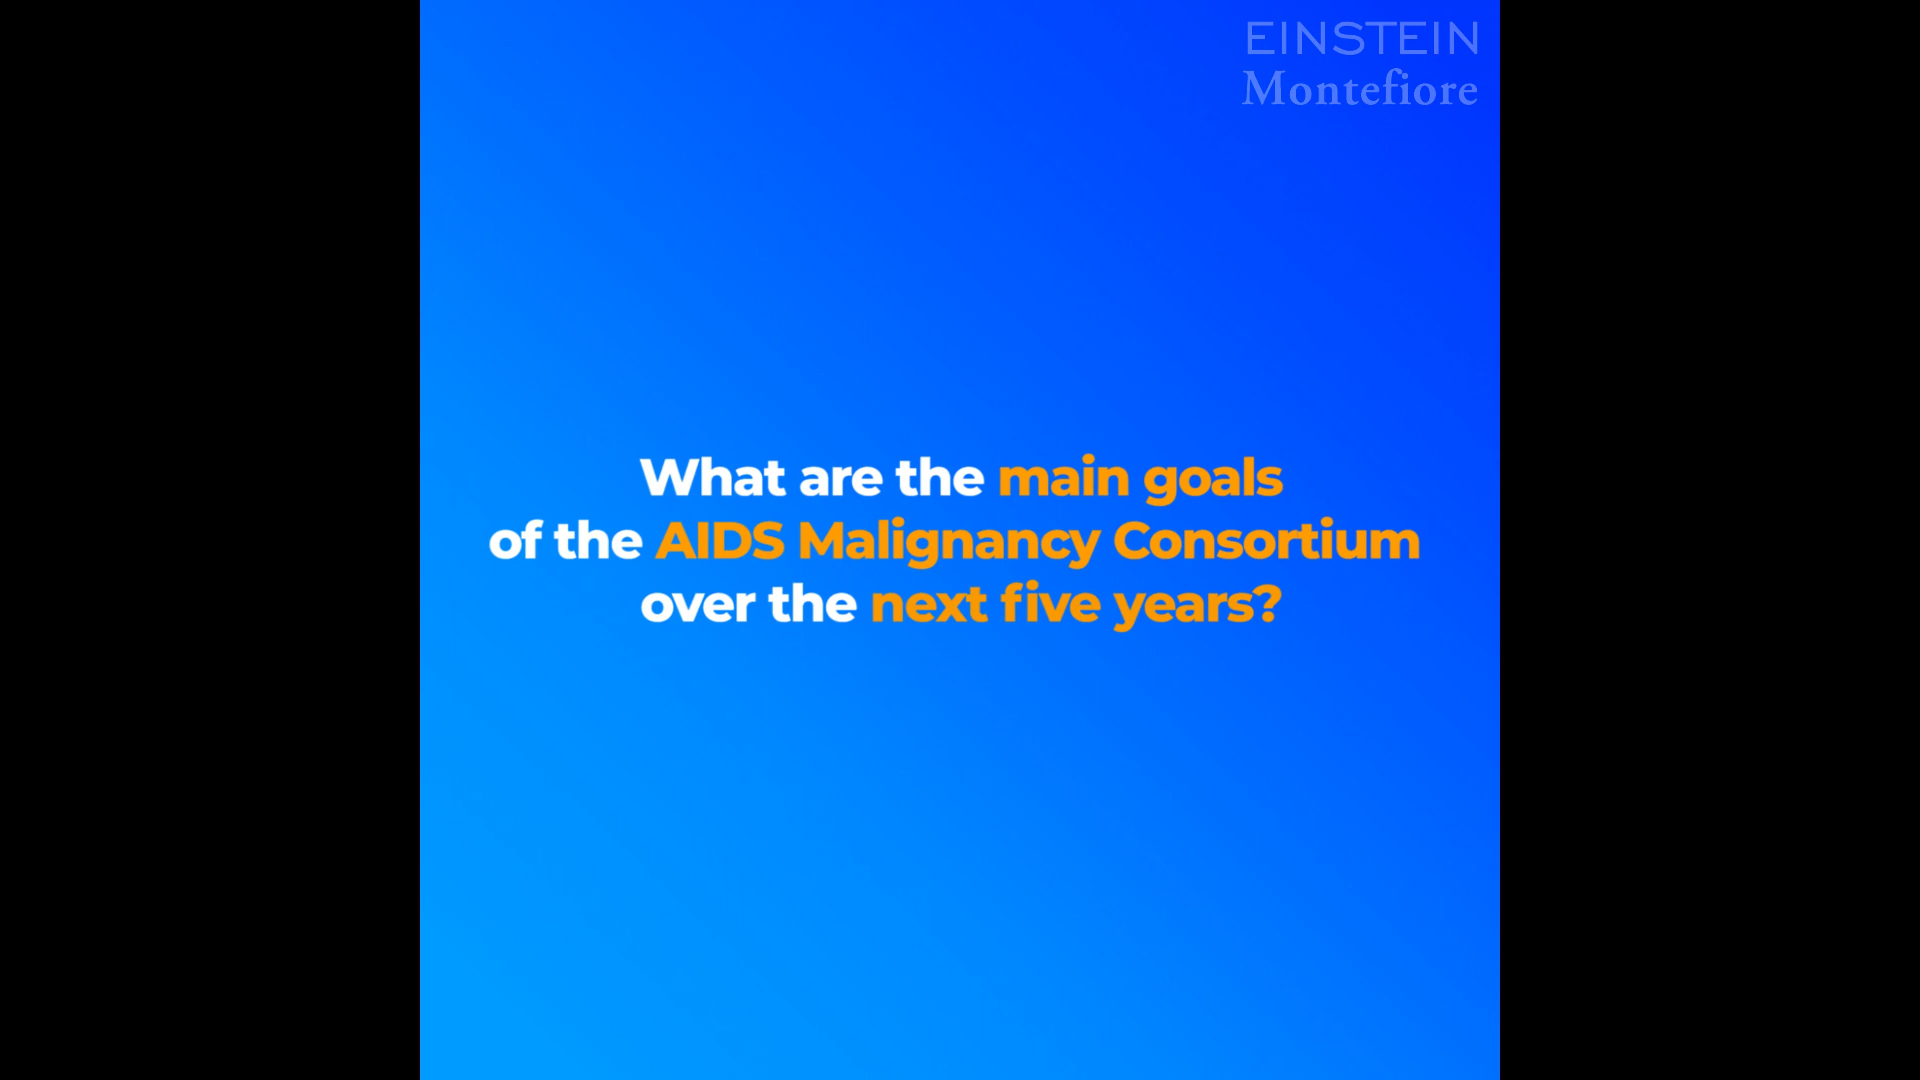 EINSTEIN
Montefiore
What are the main goals
of the AIDS Malignancy Consortium
over the next five years?